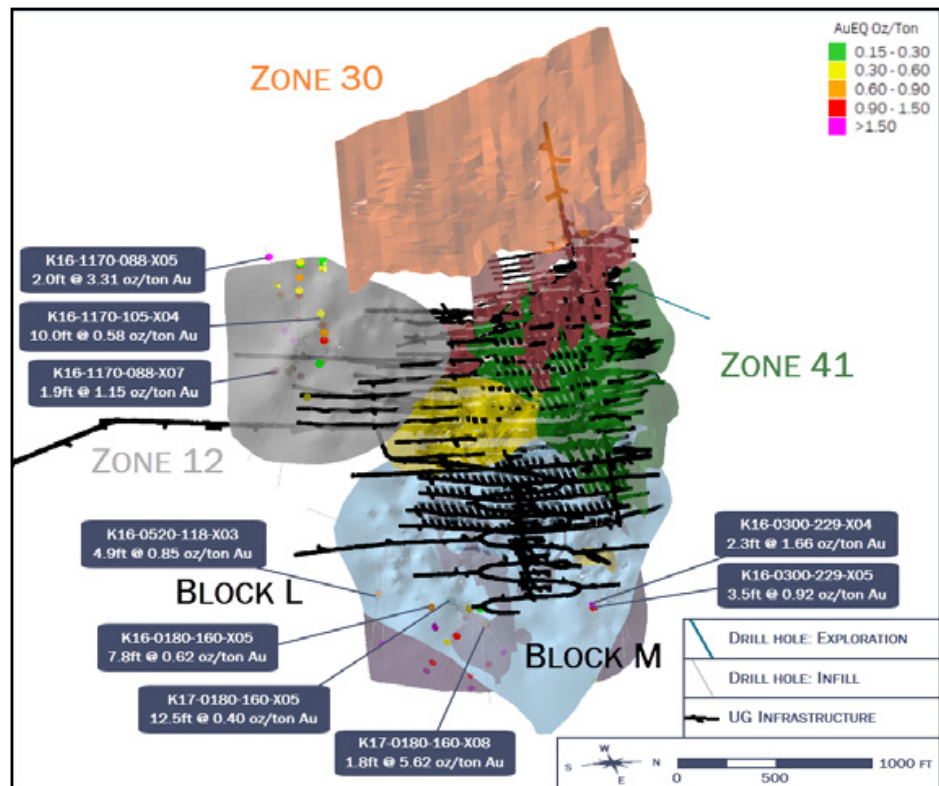 AuEQ Oz/Ton
0.15 - 0.30
0.30 - 0.60
0.60 - 0.90
0.90 - 1.50
>1.50
ZONE 30
K16-1170-088-X05
2.0ft @ 3.31 oz/ton Au
K16-1170-105-X04
10.0ft @ 0.58 oz/ton Au
K16-1170-088-X07
1.9ft @ 1.15 oz/ton Au
ZONE 41
ZONE 12
K16-0520-118-X03
4.9ft @ 0.85 oz/ton Au
BLOCK L
K16-0180-160-X05
7.8ft @ 0.62 oz/ton Au
K17-0180-160-X05
12.5ft @ 0.40 oz/ton Au
K17-0180-160-X08
1.8ft @ 5.62 oz/ton Au
K16-0300-229-X04
2.3ft @ 1.66 oz/ton Au
K16-0300-229-X05
3.5ft @ 0.92 oz/ton Au
BLOCK M
DRILL HOLE: EXPLORATION
DRILL HOLE: INFILL
UG INFRASTRUCTURE
W
S N
E
1000 FT
0 500